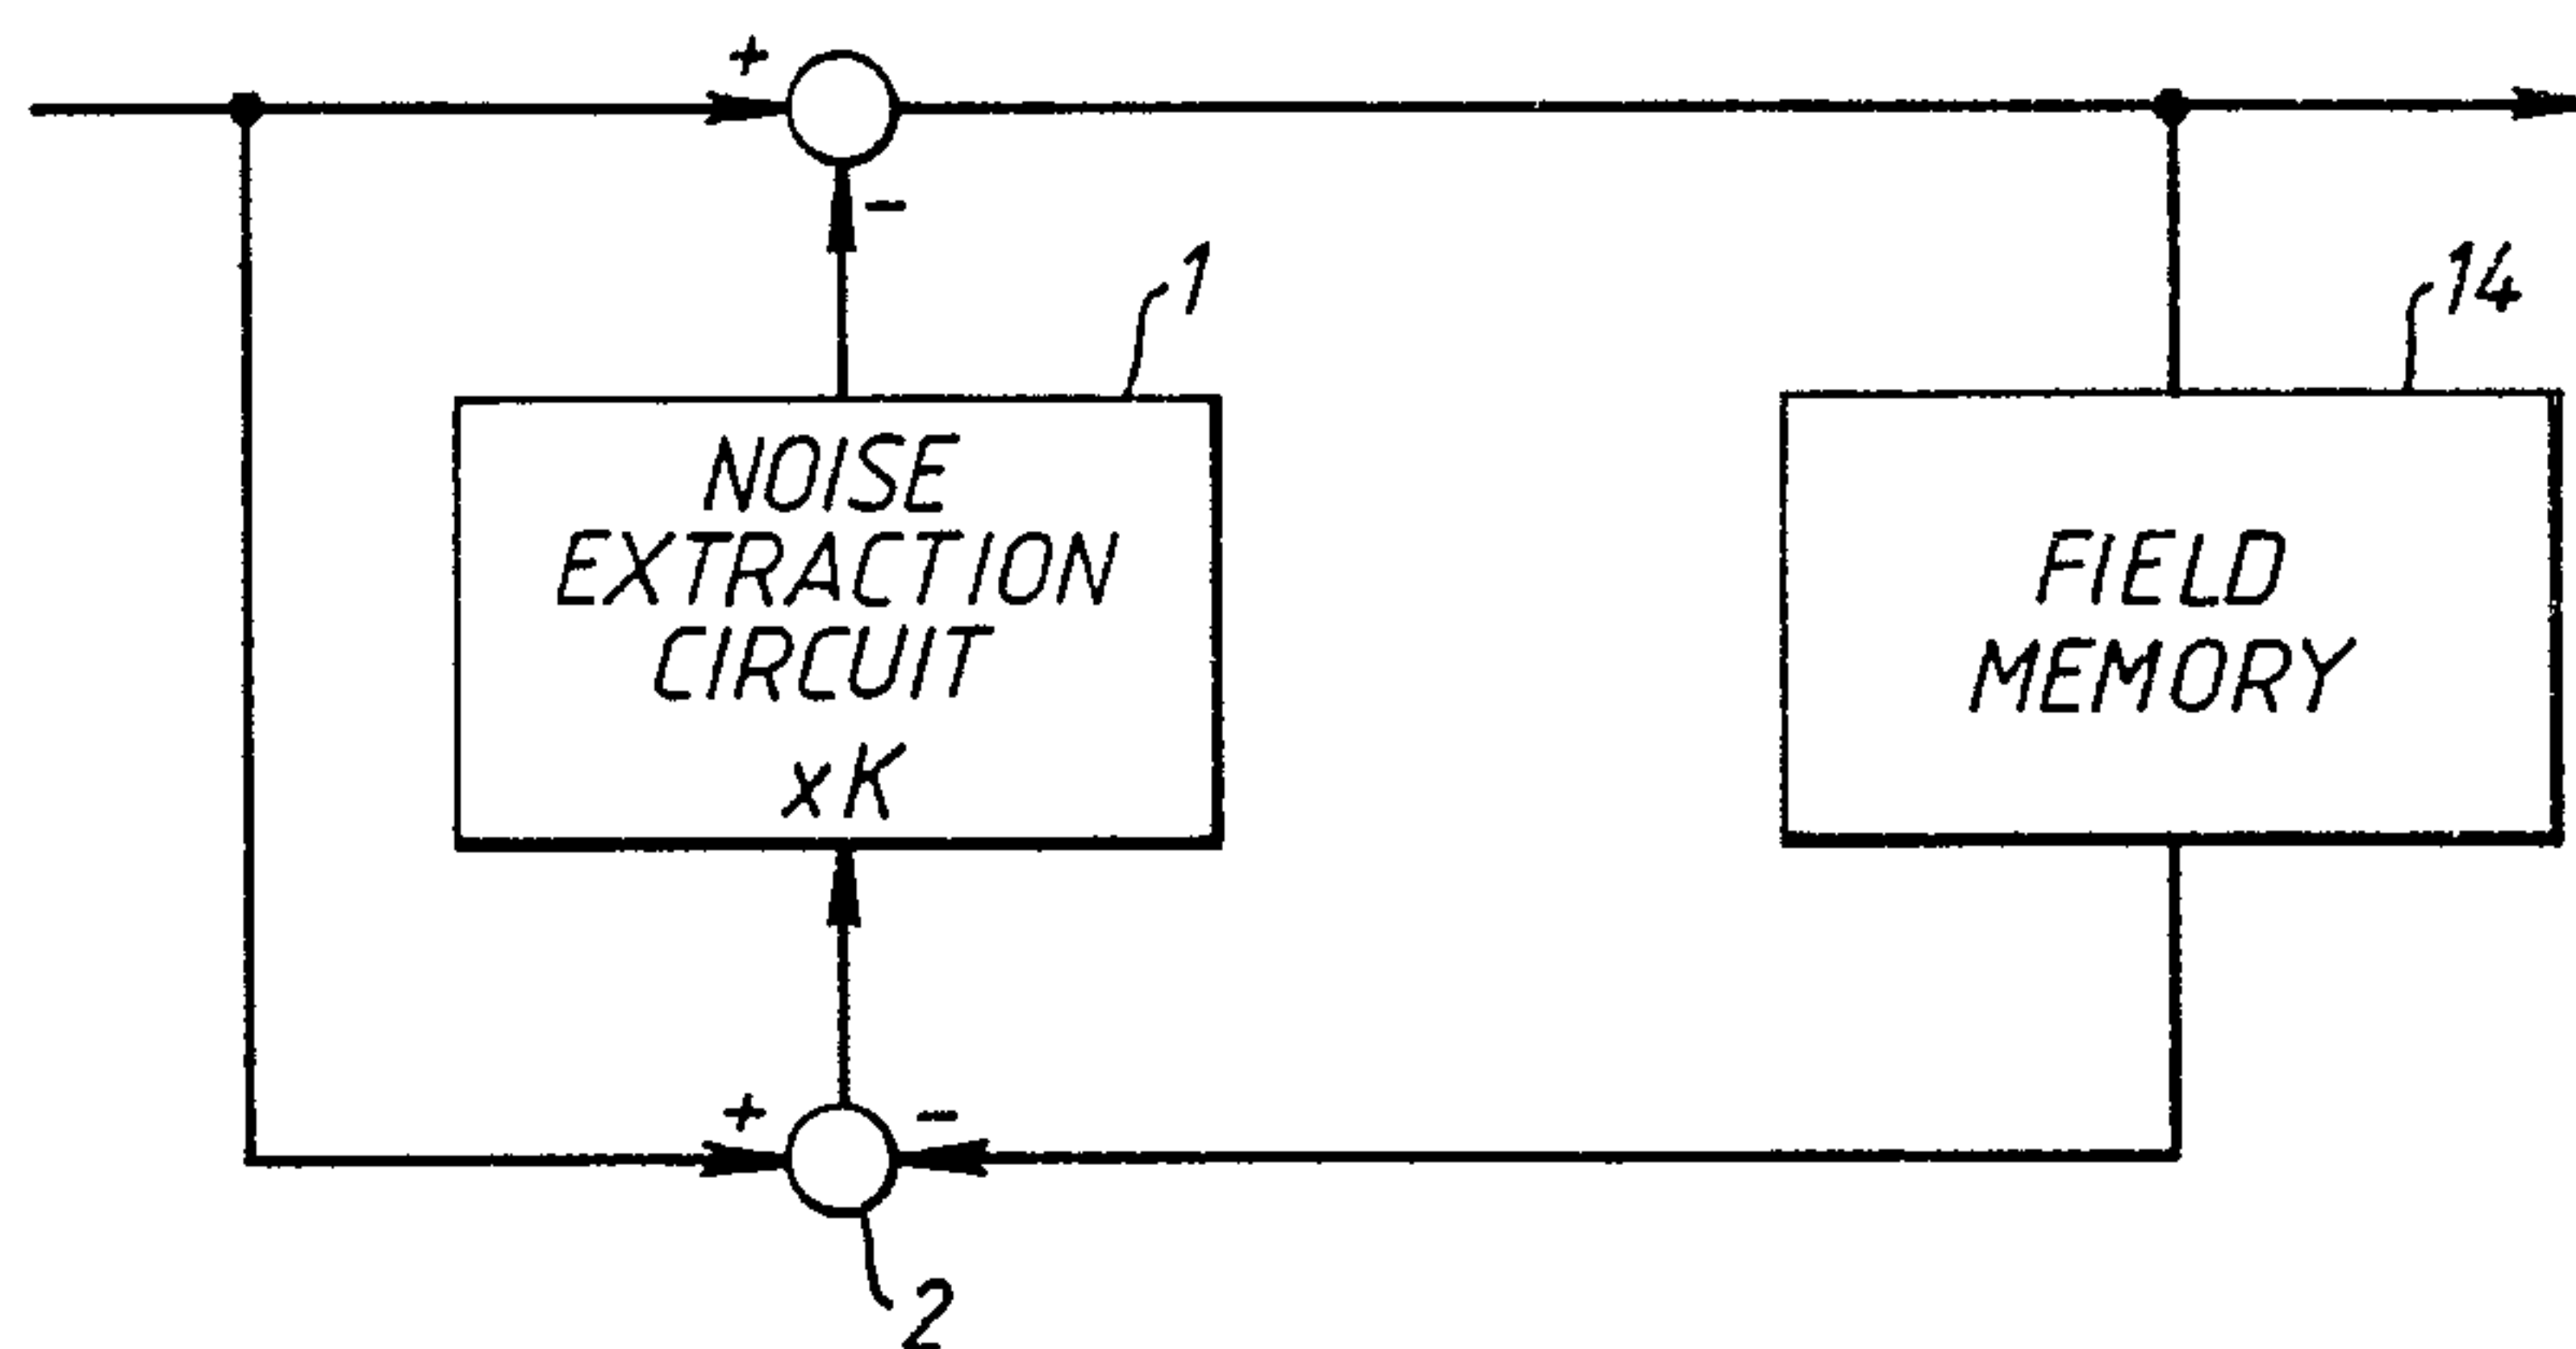 +
-
1
14
NOISE
EXTRACTION
CIRCUIT
xK
FIELD
MEMORY
+
-
2